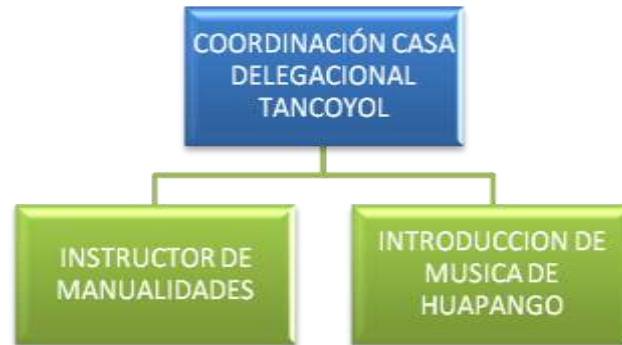 COORDINACIÓN CASA
DELEGACIONAL
TANCOYOL
INSTRUCTOR DE
MANUALIDADES
INTRODUCCION DE
MUSICA DE
HUAPANGO